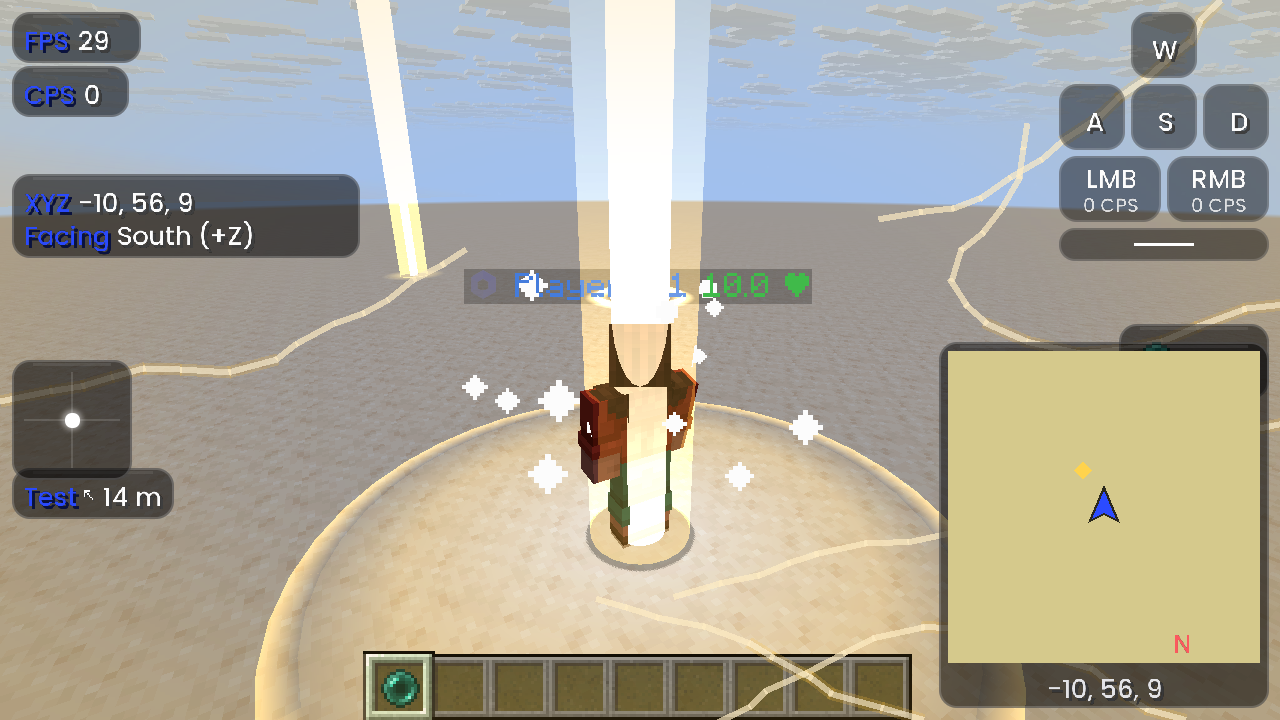 FPS 29
CPS 0
XYZ -10, 56, 9
Facing South (+Z)
Test 14 m
W
A S D
LMB RMB
0 CPS 0 CPS
10.0
N
-10, 56, 9